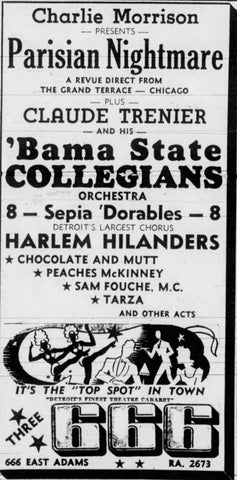 Charlie Morrison
— PRESENTS —
Parisian Nightmare
A REVUE DIRECT FROM
THE GRAND TERRACE — CHICAGO
— PLUS —
CLAUDE TRENIER
— AND HIS —
'Bama State
COLLEGIANS
ORCHESTRA
8 — Sepia 'Dorables — 8
DETROIT'S LARGEST CHORUS
HARLEM HILANDERS
★ CHOCOLATE AND MUTT
★ PEACHES McKINNEY
★ SAM FOUCHE, M.C.
★ TARZA
AND OTHER ACTS
IT'S THE "TOP SPOT" IN TOWN
"DETROIT'S FINEST THEATRE CABARET"
THREE
666
666 EAST ADAMS ★ ★ RA. 2673